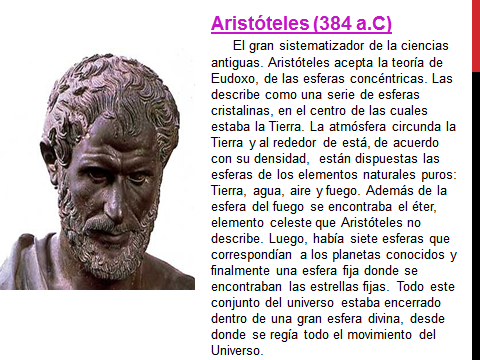 Aristóteles (384 a.C)
El gran sistematizador de la ciencias
antiguas. Aristóteles acepta la teoría de
Eudoxo, de las esferas concéntricas. Las
describe como una serie de esferas
cristalinas, en el centro de las cuales
estaba la Tierra. La atmósfera circunda la
Tierra y al rededor de está, de acuerdo
con su densidad, están dispuestas las
esferas de los elementos naturales puros:
Tierra, agua, aire y fuego. Además de la
esfera del fuego se encontraba el éter,
elemento celeste que Aristóteles no
describe. Luego, había siete esferas que
correspondían a los planetas conocidos y
finalmente una esfera fija donde se
encontraban las estrellas fijas. Todo este
conjunto del universo estaba encerrado
dentro de una gran esfera divina, desde
donde se regía todo el movimiento del
Universo.